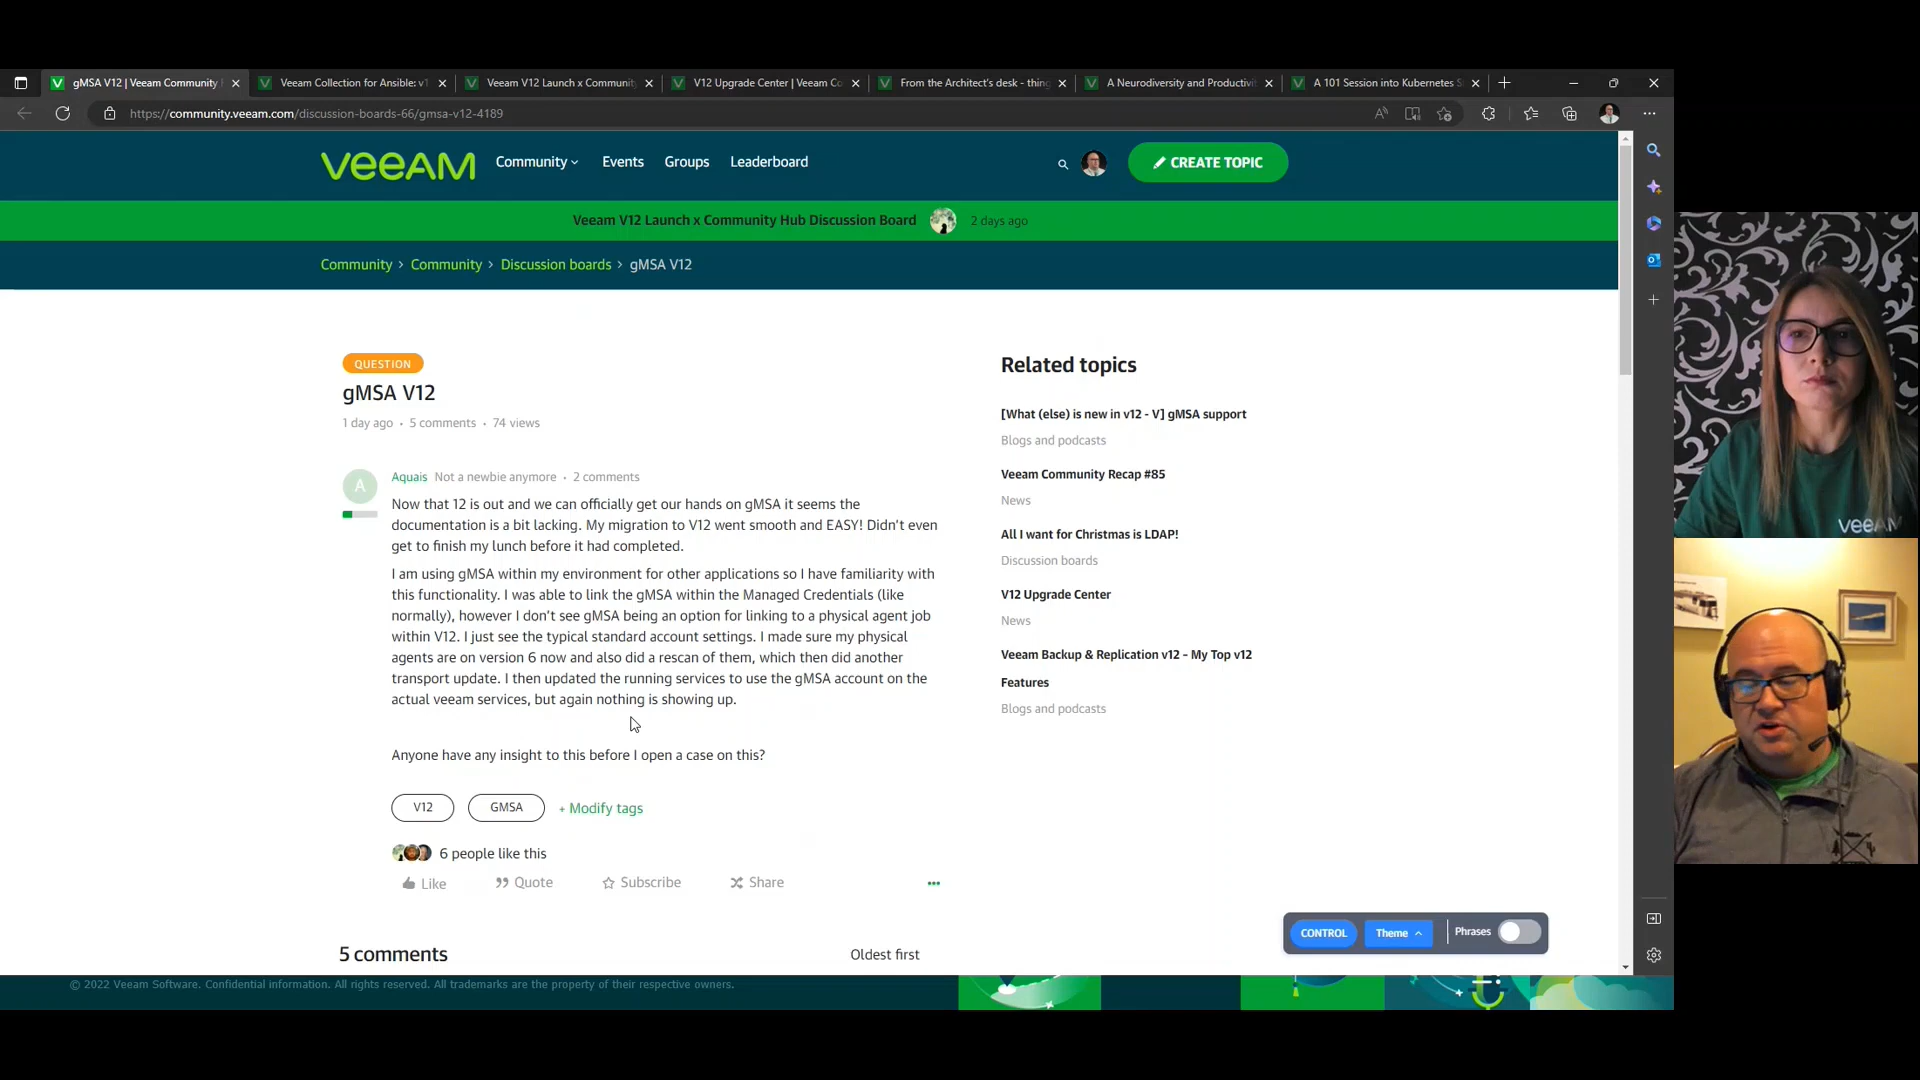 gMSA V12 | Veeam Community
Veeam Collection for Ansible: v1
Veeam V12 Launch x Communit
V12 Upgrade Center | Veeam Co
From the Architect's desk - thing
A Neurodiversity and Productivi
A 101 Session into Kubernetes S
https://community.veeam.com/discussion-boards-66/gmsa-v12-4189
VEEAM
Community
Events
Groups
Leaderboard
CREATE TOPIC
Veeam V12 Launch x Community Hub Discussion Board
2 days ago
Community > Community > Discussion boards > gMSA V12
QUESTION
gMSA V12
1 day ago • 5 comments • 74 views
A
Aquais Not a newbie anymore • 2 comments
Now that 12 is out and we can officially get our hands on gMSA it seems the
documentation is a bit lacking. My migration to V12 went smooth and EASY! Didn't even
get to finish my lunch before it had completed.
I am using gMSA within my environment for other applications so I have familiarity with
this functionality. I was able to link the gMSA within the Managed Credentials (like
normally), however I don't see gMSA being an option for linking to a physical agent job
within V12. I just see the typical standard account settings. I made sure my physical
agents are on version 6 now and also did a rescan of them, which then did another
transport update. I then updated the running services to use the gMSA account on the
actual veeam services, but again nothing is showing up.
Anyone have any insight to this before I open a case on this?
V12
GMSA
+ Modify tags
6 people like this
Like
Quote
Subscribe
Share
5 comments
Oldest first
Related topics
[What (else) is new in v12 - V] gMSA support
Blogs and podcasts
Veeam Community Recap #85
News
All I want for Christmas is LDAP!
Discussion boards
V12 Upgrade Center
News
Veeam Backup & Replication v12 - My Top v12
Features
Blogs and podcasts
CONTROL
Theme
Phrases
© 2022 Veeam Software. Confidential information. All rights reserved. All trademarks are the property of their respective owners.
VEEAM